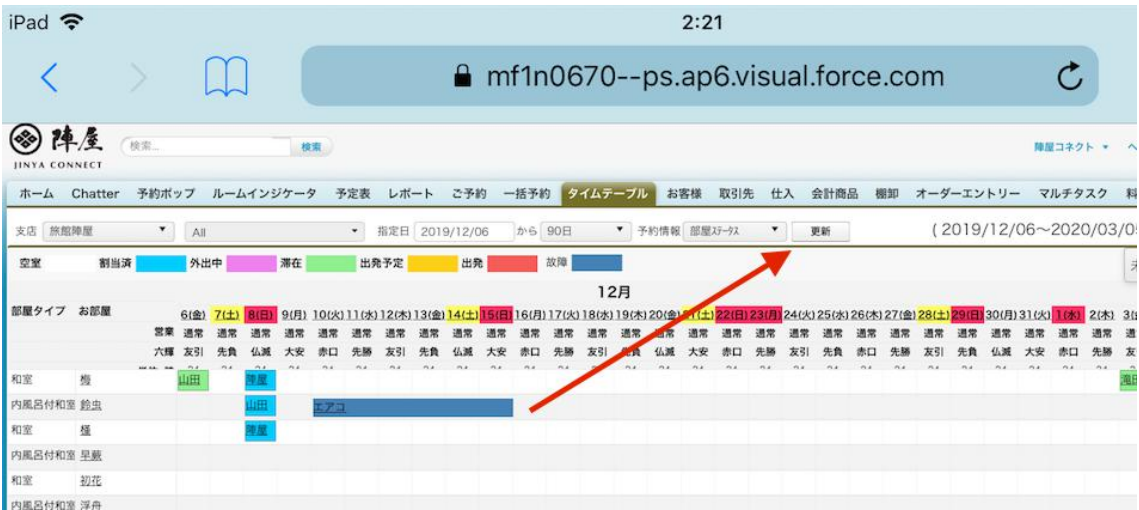 iPad 2:21
mf1n0670--ps.ap6.visual.force.com
陣屋
JINYA CONNECT
検索... 検索 陣屋コネクト
ホーム Chatter 予約ポップ ルームインジケータ 予定表 レポート ご予約 一括予約 タイムテーブル お客様 取引先 仕入 会計商品 棚卸 オーダーエントリー マルチタスク 料
支店 旅館陣屋 All 指定日 2019/12/06 から 90日 予約情報 部屋ステータス 更新 ( 2019/12/06～2020/03/05
空室 割当済 外出中 滞在 出発予定 出発 故障
12月
部屋タイプ お部屋 6(金) 7(土) 8(日) 9(月) 10(火) 11(水) 12(木) 13(金) 14(土) 15(日) 16(月) 17(火) 18(水) 19(木) 20(金) 21(土) 22(日) 23(月) 24(火) 25(水) 26(木) 27(金) 28(土) 29(日) 30(月) 31(火) 1(水) 2(木) 3(金
営業 通常 通常 通常 通常 通常 通常 通常 通常 通常 通常 通常 通常 通常 通常 通常 通常 通常 通常 通常 通常 通常 通常 通常 通常 通常 通常 通常 通常 通
六輝 友引 先負 仏滅 大安 赤口 先勝 友引 先負 仏滅 大安 赤口 先勝 友引 先負 仏滅 大安 赤口 先勝 友引 先負 赤口 先勝 友引 先負 仏滅 大安 赤口 先勝 友
和室 梅 山田 陣屋 滝田
内風呂付和室 鈴虫 山田 エアコ
和室 槿 陣屋
内風呂付和室 早蕨
和室 初花
内風呂付和室 浮舟